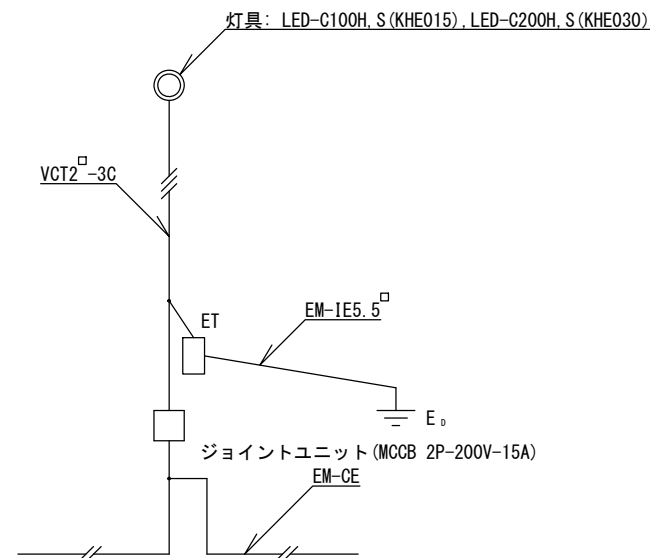 灯具: LED-C100H,S(KHE015),LED-C200H,S(KHE030)
VCT2□-3C
EM-IE5.5□
ET
E D
ジョイントユニット(MCCB 2P-200V-15A)
EM-CE